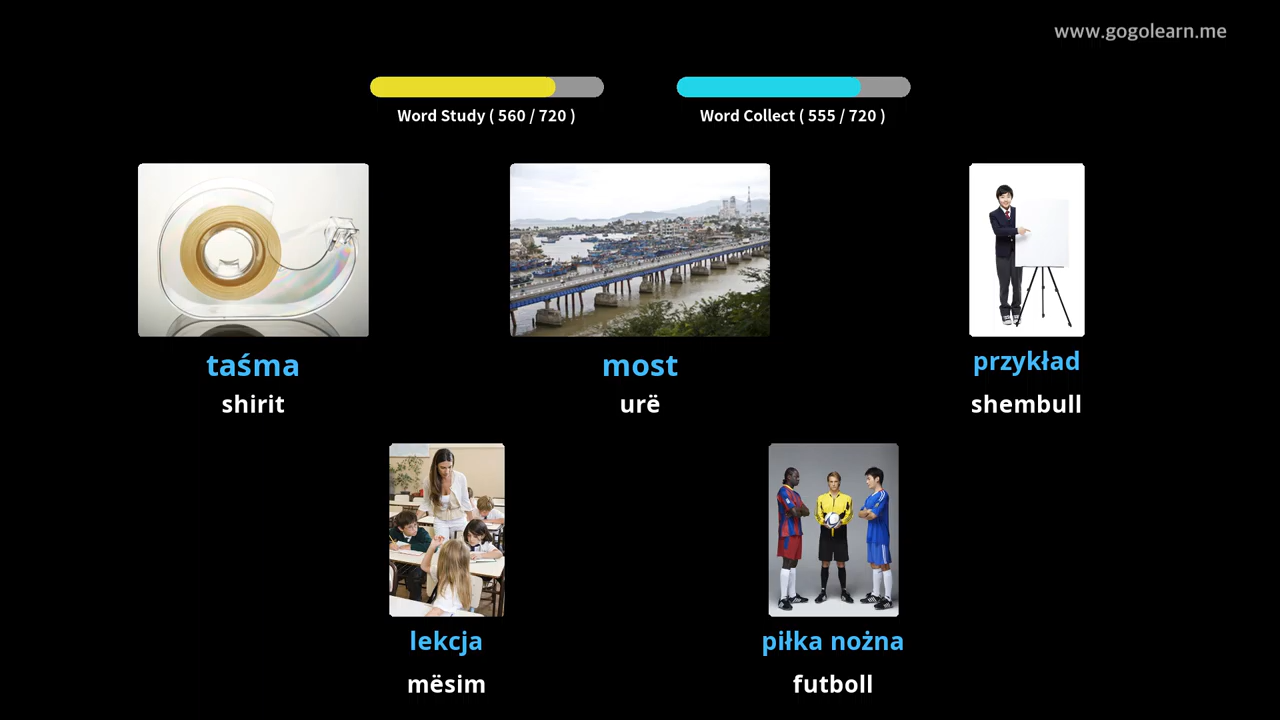 www.gogolearn.me
Word Study ( 560 / 720 )
Word Collect ( 555 / 720 )
taśma
shirit
most
urë
przykład
shembull
lekcja
mësim
piłka nożna
futboll